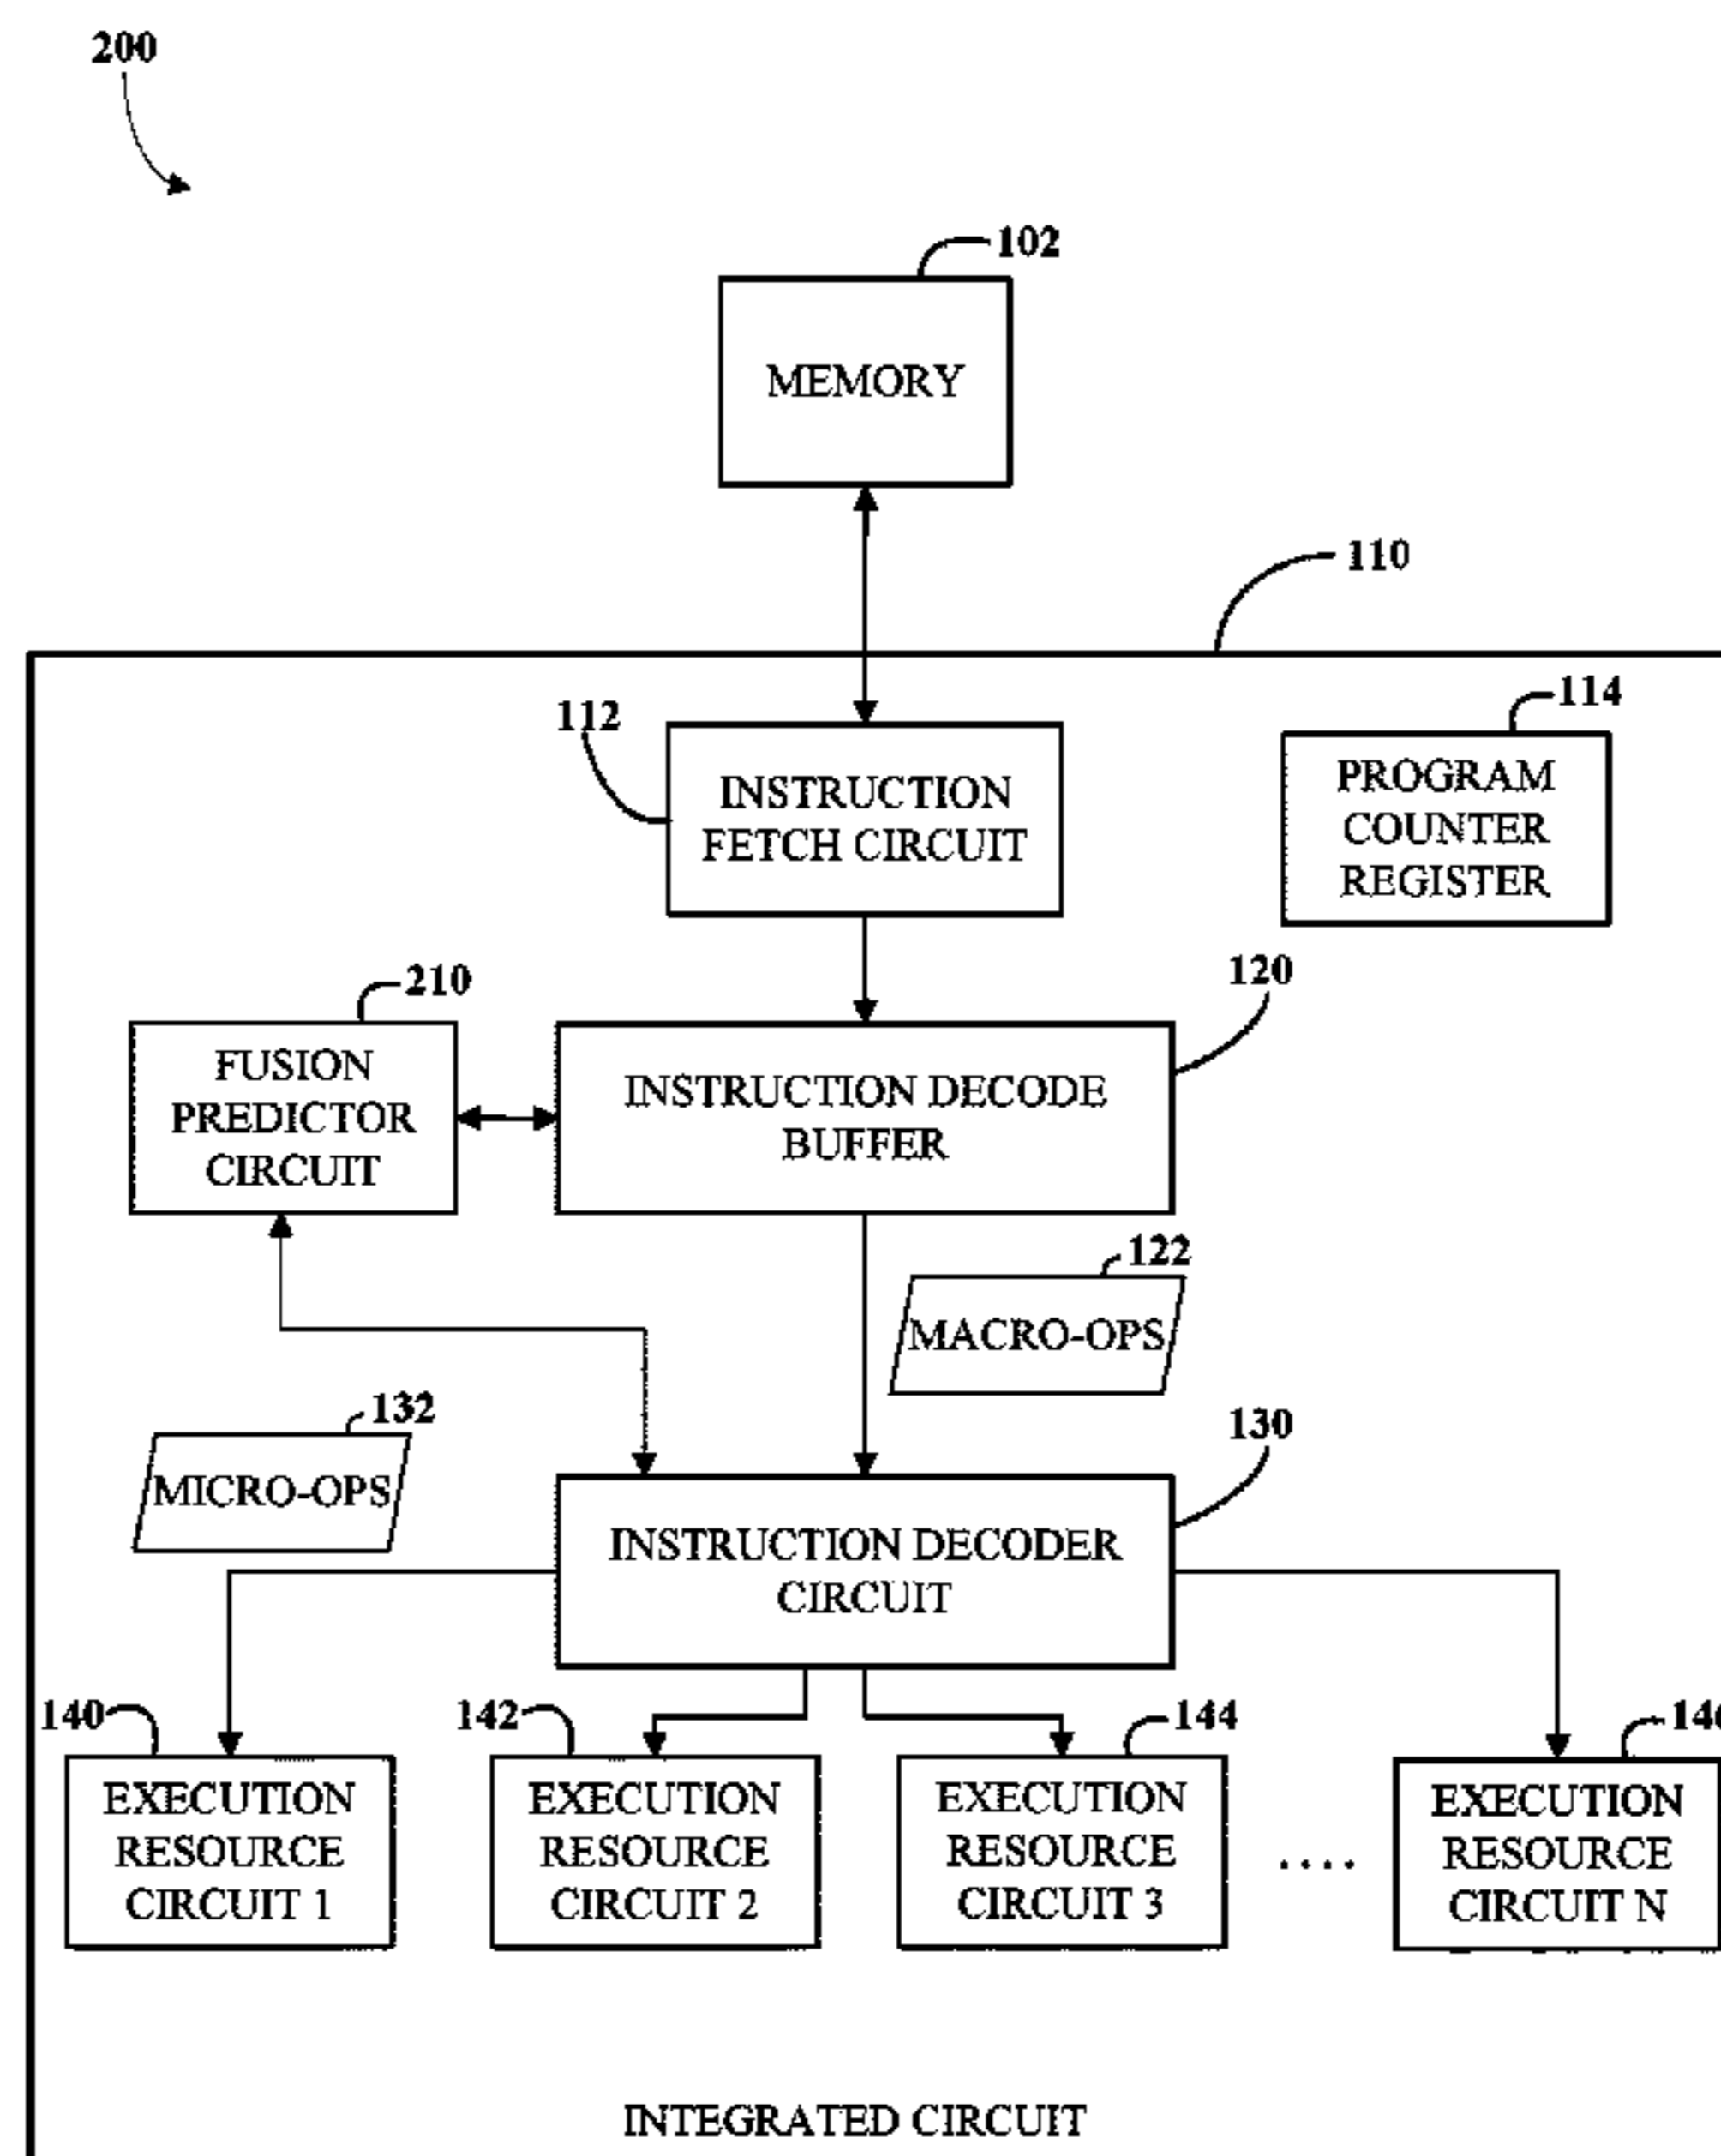 200
102
MEMORY
110
112
114
INSTRUCTION
FETCH CIRCUIT
PROGRAM
COUNTER
REGISTER
210
120
FUSION
PREDICTOR
CIRCUIT
INSTRUCTION DECODE
BUFFER
122
MACRO-OPS
132
MICRO-OPS
130
INSTRUCTION DECODER
CIRCUIT
140
142
144
EXECUTION
RESOURCE
CIRCUIT 1
EXECUTION
RESOURCE
CIRCUIT 2
EXECUTION
RESOURCE
CIRCUIT 3
....
EXECUTION
RESOURCE
CIRCUIT N
INTEGRATED CIRCUIT